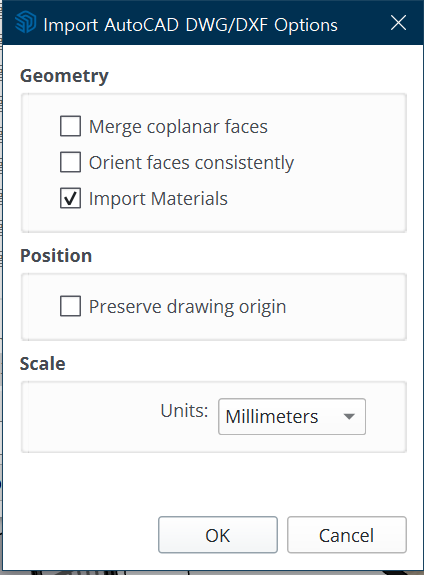 Import AutoCAD DWG/DXF Options
Geometry
Merge coplanar faces
Orient faces consistently
Import Materials
Position
Preserve drawing origin
Scale
Units: Millimeters
OK Cancel